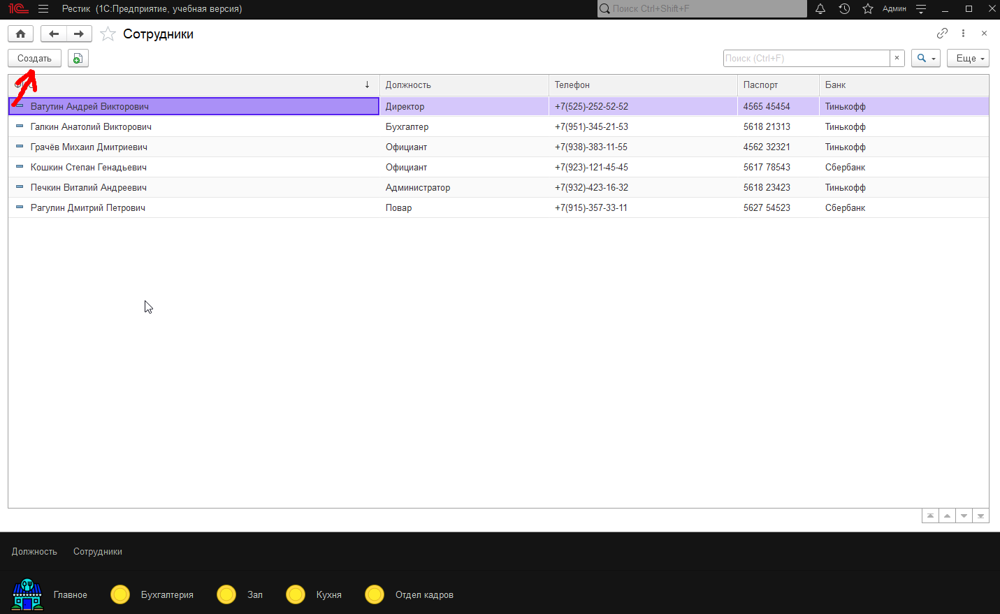 1С Рестик (1С:Предприятие, учебная версия) Поиск Ctrl+Shift+F Админ
Сотрудники
Создать Поиск (Ctrl+F) × Еще
Должность Телефон Паспорт Банк
Ватутин Андрей Викторович Директор +7(525)-252-52-52 4565 45454 Тинькофф
Галкин Анатолий Викторович Бухгалтер +7(951)-345-21-53 5618 21313 Тинькофф
Грачёв Михаил Дмитриевич Официант +7(938)-383-11-55 4562 32321 Тинькофф
Кошкин Степан Генадьевич Официант +7(923)-121-45-45 5617 78543 Сбербанк
Печкин Виталий Андреевич Администратор +7(932)-423-16-32 5618 23423 Тинькофф
Рагулин Дмитрий Петрович Повар +7(915)-357-33-11 5627 54523 Сбербанк
Должность Сотрудники
Главное Бухгалтерия Зал Кухня Отдел кадров